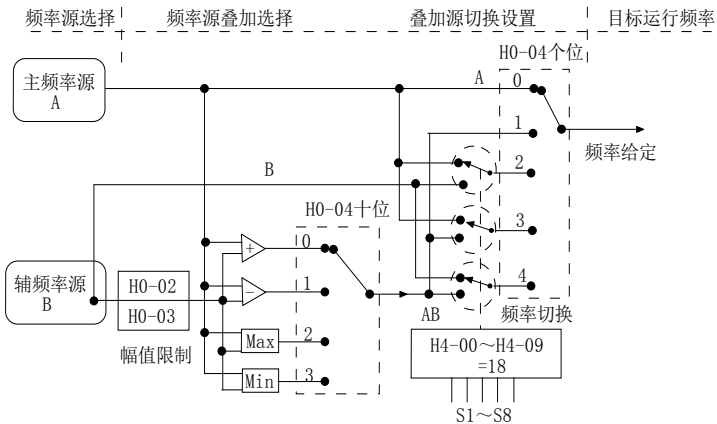 频率源选择
频率源叠加选择
叠加源切换设置
目标运行频率
H0-04个位
主频率源
A
A
0
1
频率给定
B
2
H0-04十位
3
0
+
辅频率源
B
H0-02
H0-03
幅值限制
1
−
4
AB
频率切换
2
Max
H4-00～H4-09
=18
3
Min
S1～S8